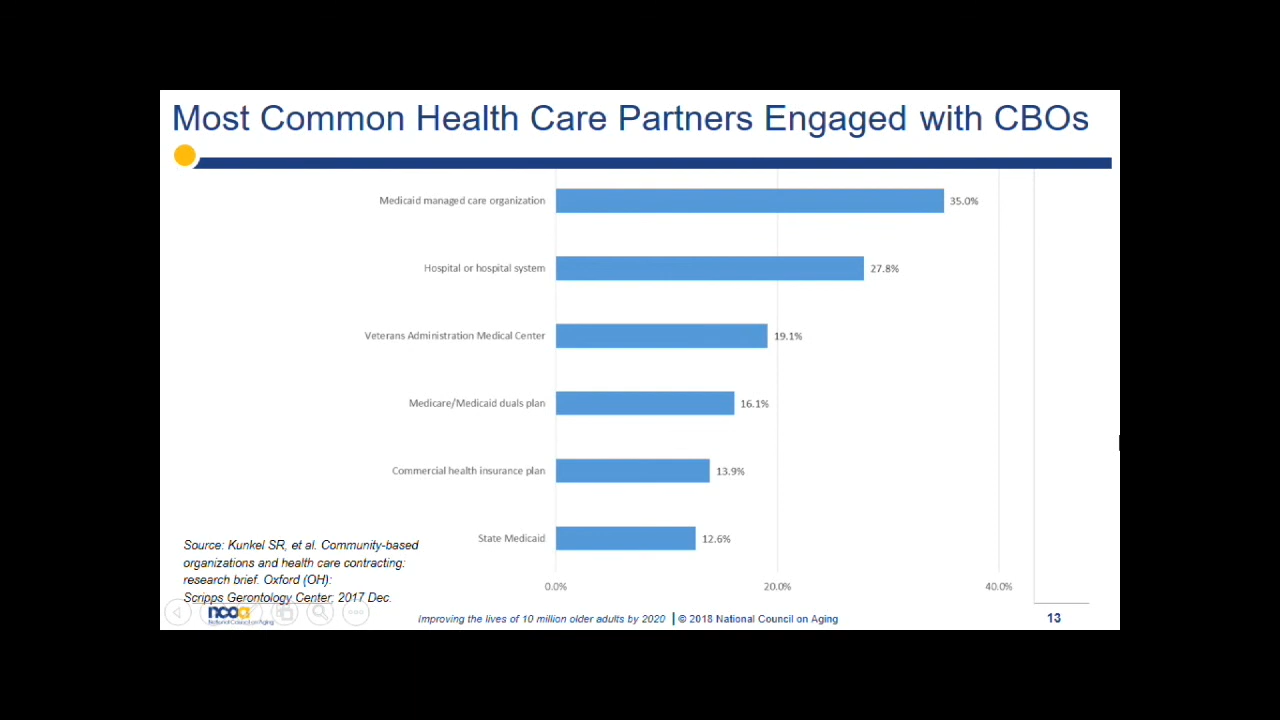 Most Common Health Care Partners Engaged with CBOs
Medicaid managed care organization 35.0%
Hospital or hospital system 27.8%
Veterans Administration Medical Center 19.1%
Medicare/Medicaid duals plan 16.1%
Commercial health insurance plan 13.9%
State Medicaid 12.6%
0.0% 20.0% 40.0%
Source: Kunkel SR, et al. Community-based
organizations and health care contracting:
research brief. Oxford (OH):
Scripps Gerontology Center; 2017 Dec.
ncoa
National Council on Aging
Improving the lives of 10 million older adults by 2020 | © 2018 National Council on Aging
13